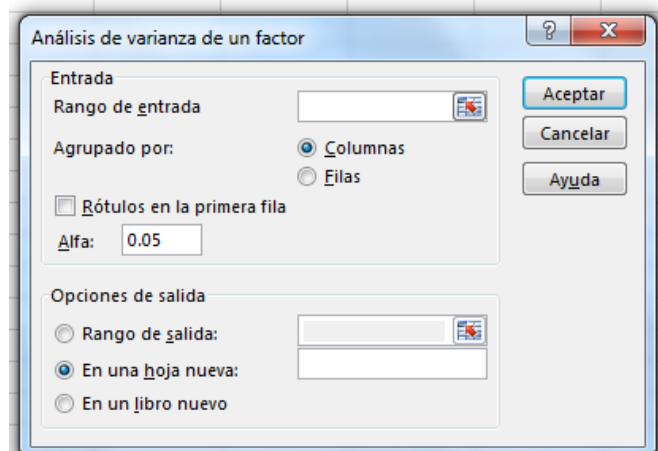 Análisis de varianza de un factor
Entrada
Rango de entrada
Aceptar
Agrupado por:
Columnas
Cancelar
Filas
Ayuda
Rótulos en la primera fila
Alfa: 0.05
Opciones de salida
Rango de salida:
En una hoja nueva:
En un libro nuevo